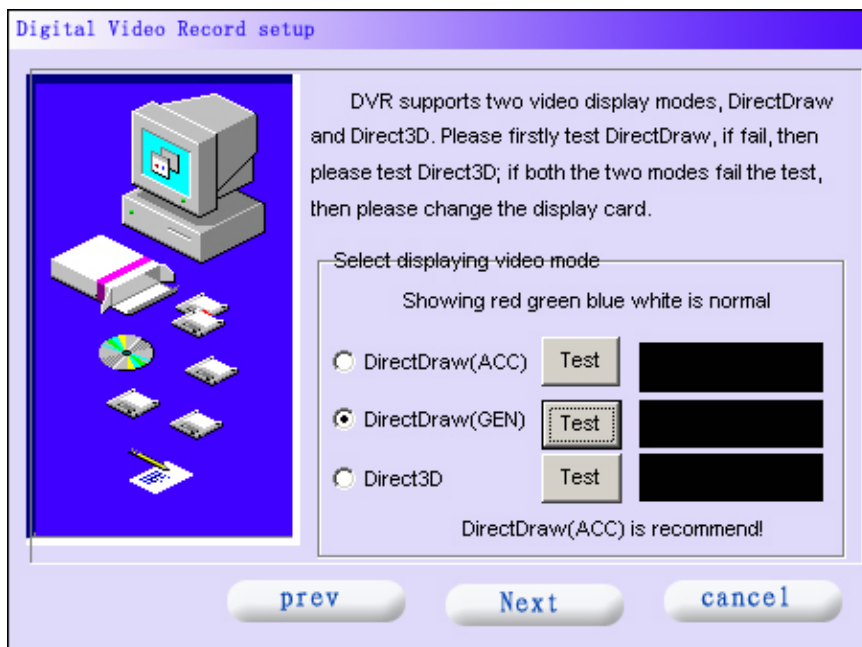 Digital Video Record setup
DVR supports two video display modes, DirectDraw
and Direct3D. Please firstly test DirectDraw, if fail, then
please test Direct3D; if both the two modes fail the test,
then please change the display card.
Select displaying video mode
Showing red green blue white is normal
DirectDraw(ACC) Test
DirectDraw(GEN) Test
Direct3D Test
DirectDraw(ACC) is recommend!
prev Next cancel